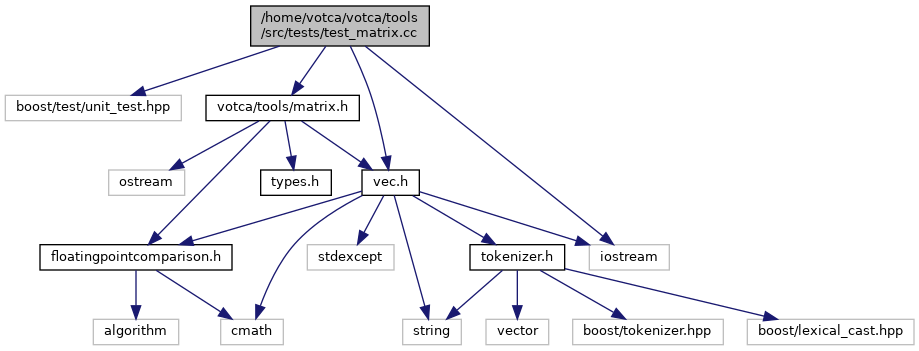 /home/votca/votca/tools
/src/tests/test_matrix.cc
boost/test/unit_test.hpp
votca/tools/matrix.h
ostream
types.h
vec.h
floatingpointcomparison.h
stdexcept
tokenizer.h
iostream
algorithm
cmath
string
vector
boost/tokenizer.hpp
boost/lexical_cast.hpp